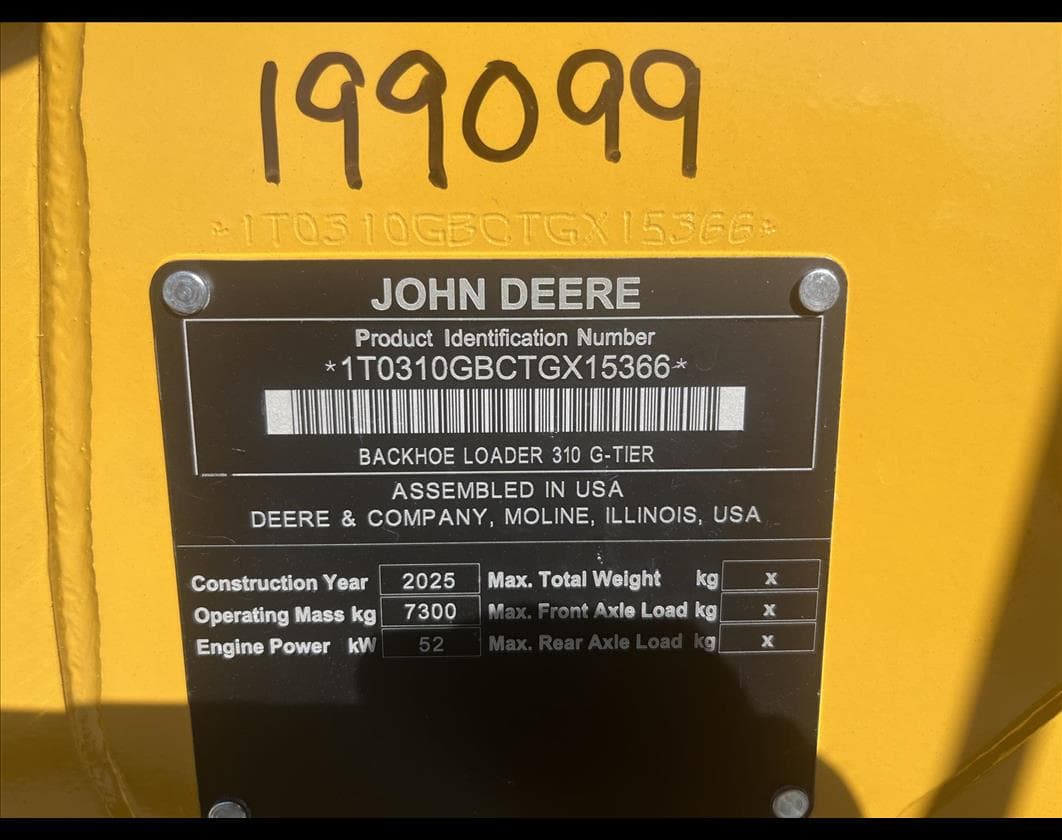 199099
*1T0310GBCTGX15366*
JOHN DEERE
Product Identification Number
*1T0310GBCTGX15366*
BACKHOE LOADER 310 G-TIER
ASSEMBLED IN USA
DEERE & COMPANY, MOLINE, ILLINOIS, USA
Construction Year 2025 Max. Total Weight kg X
Operating Mass kg 7300 Max. Front Axle Load kg X
Engine Power kW 52 Max. Rear Axle Load kg X